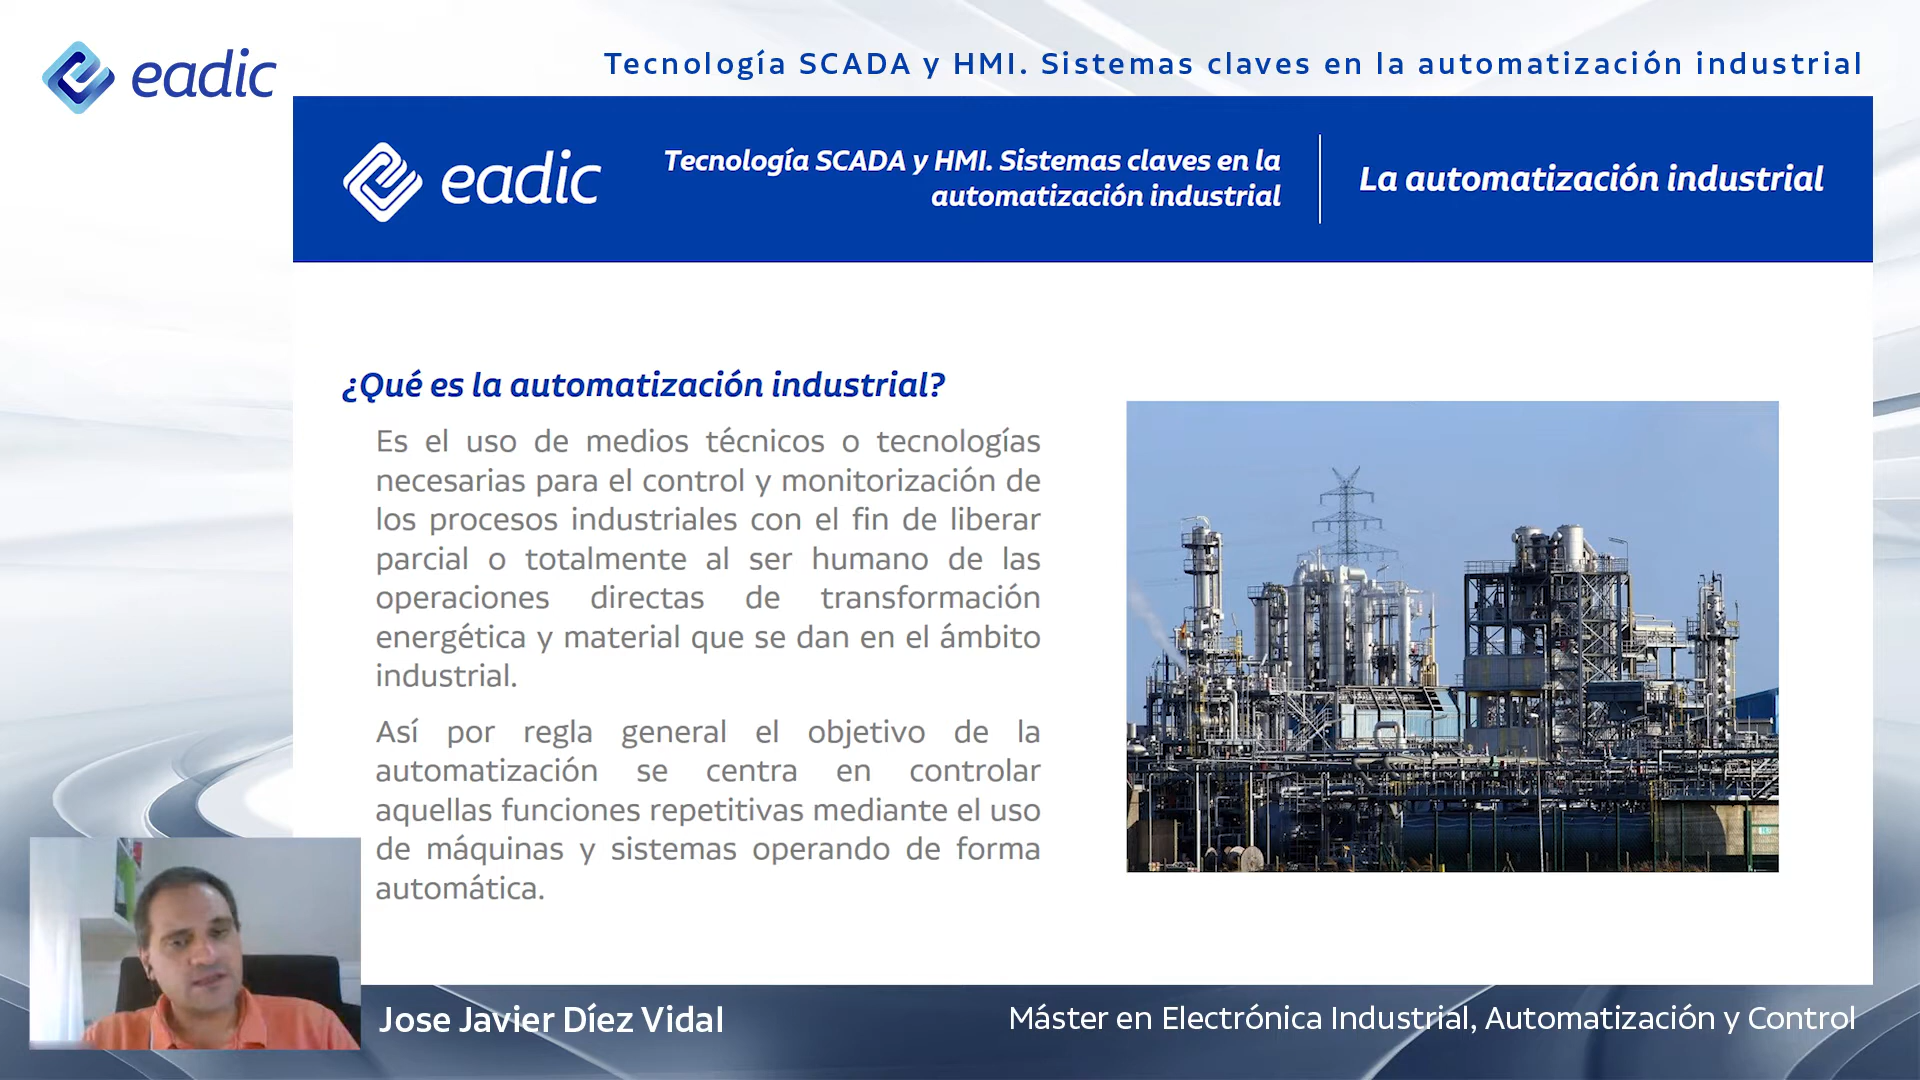 eadic
Tecnología SCADA y HMI. Sistemas claves en la automatización industrial
eadic
Tecnología SCADA y HMI. Sistemas claves en la
automatización industrial
La automatización industrial
¿Qué es la automatización industrial?
Es el uso de medios técnicos o tecnologías
necesarias para el control y monitorización de
los procesos industriales con el fin de liberar
parcial o totalmente al ser humano de las
operaciones directas de transformación
energética y material que se dan en el ámbito
industrial.
Así por regla general el objetivo de la
automatización se centra en controlar
aquellas funciones repetitivas mediante el uso
de máquinas y sistemas operando de forma
automática.
Jose Javier Díez Vidal
Máster en Electrónica Industrial, Automatización y Control